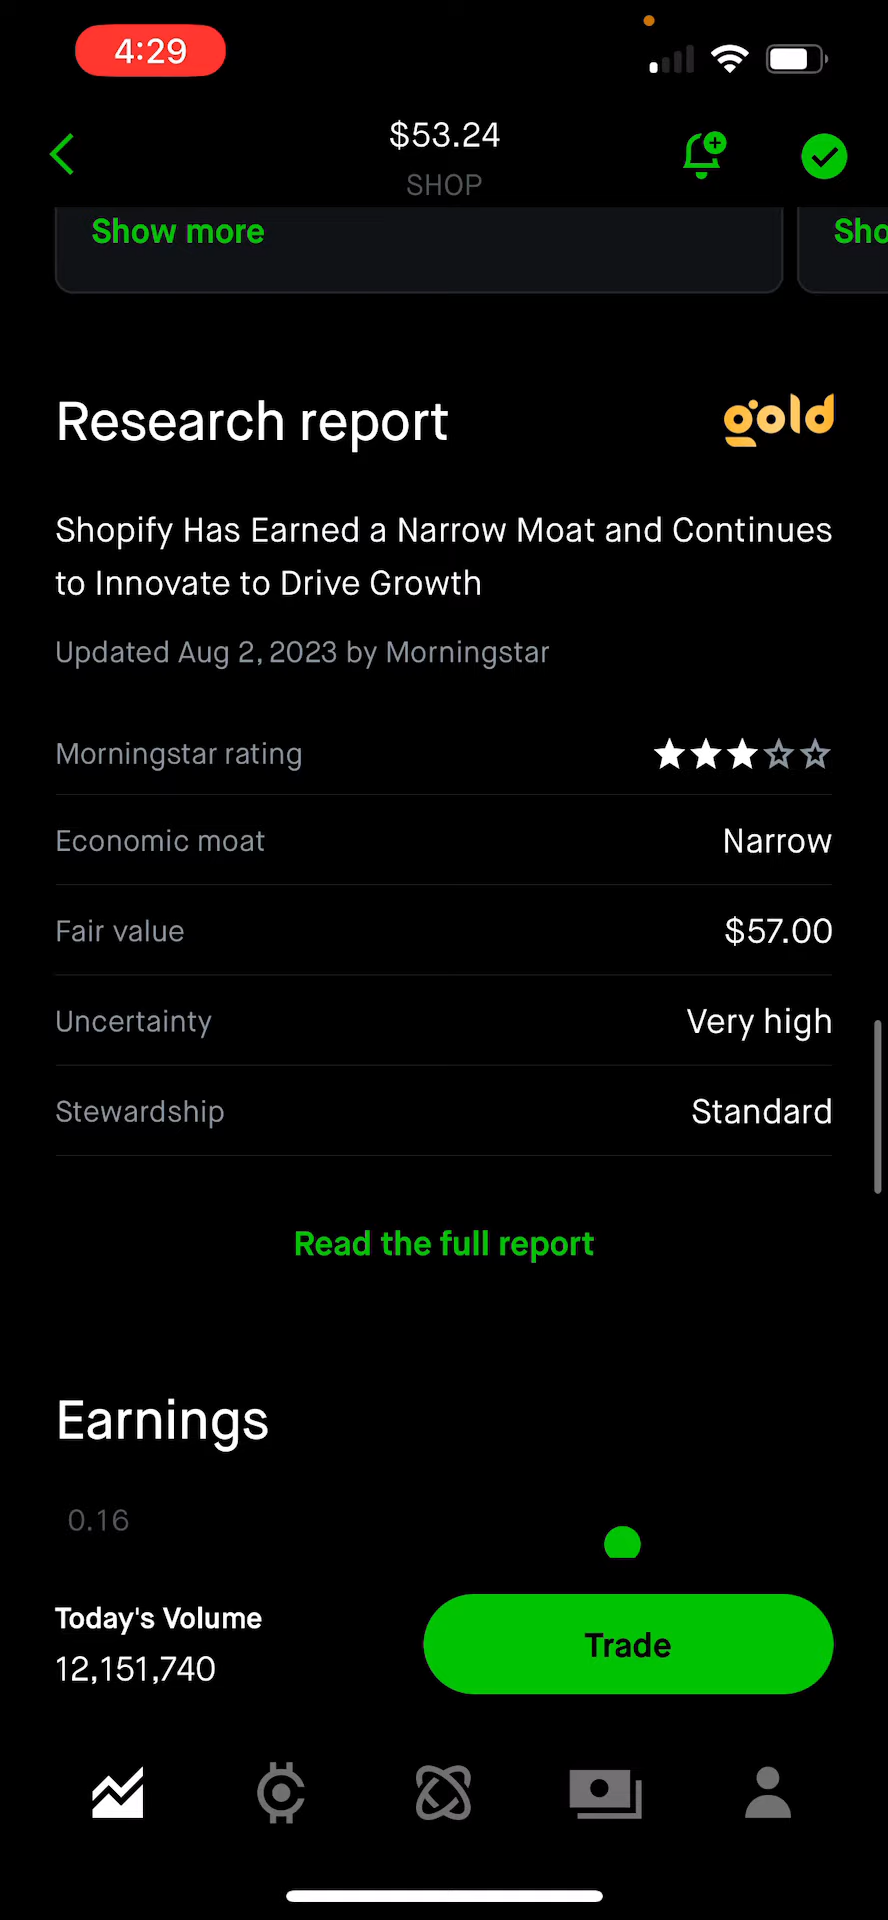 4:29
$53.24
SHOP
Show more
Sho
Research report
gold
Shopify Has Earned a Narrow Moat and Continues
to Innovate to Drive Growth
Updated Aug 2, 2023 by Morningstar
Morningstar rating
Economic moat
Narrow
Fair value
$57.00
Uncertainty
Very high
Stewardship
Standard
Read the full report
Earnings
0.16
Today's Volume
12,151,740
Trade